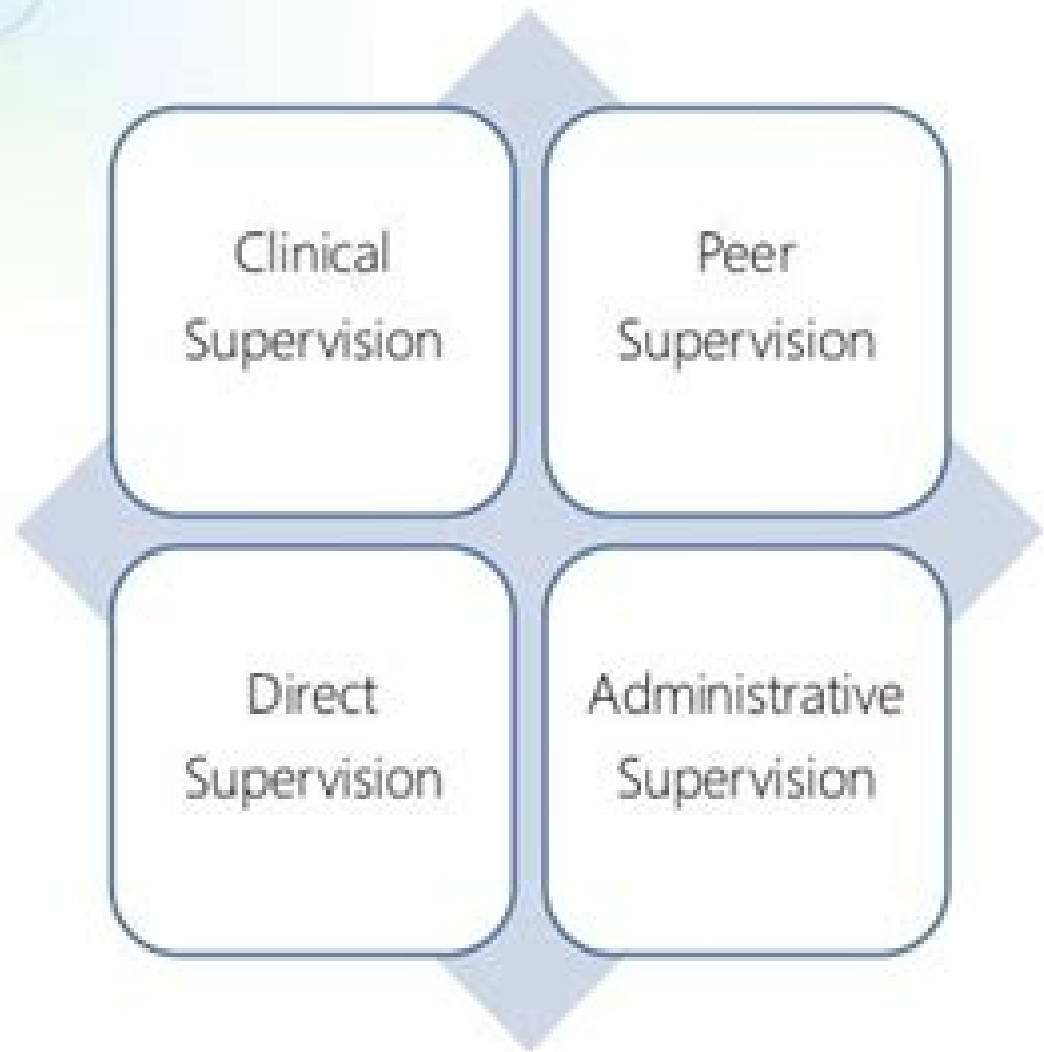 Clinical
Supervision
Peer
Supervision
Direct
Supervision
Administrative
Supervision